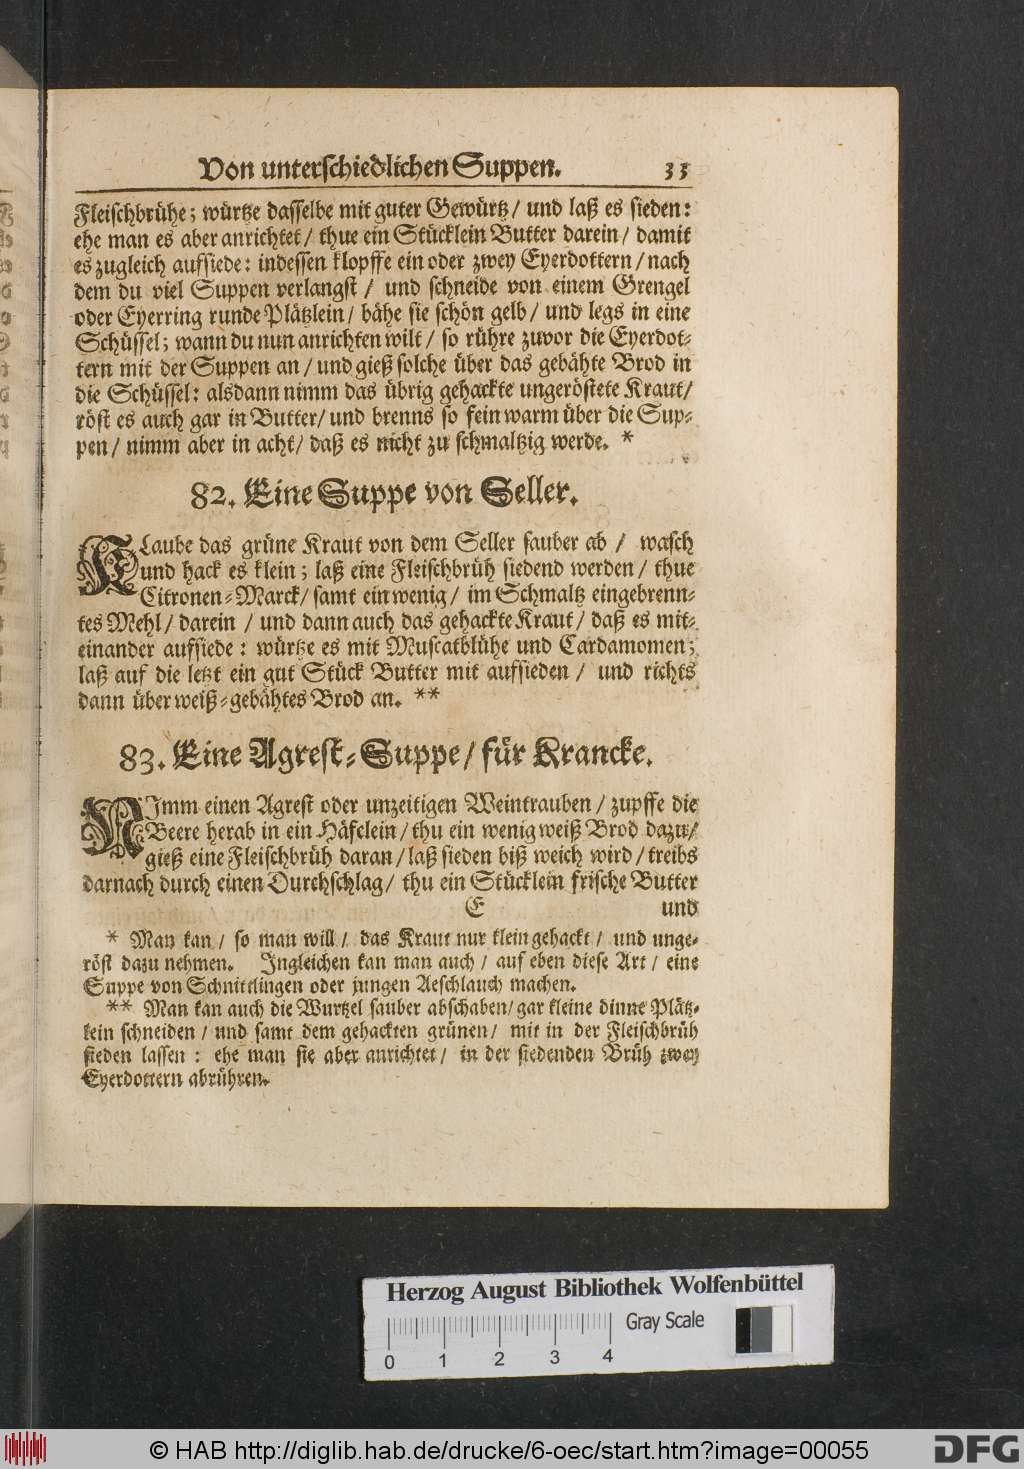 Von unterschiedlichen Suppen. 33
Fleischbrühe; würtze dasselbe mit guter Gewürtz/ und laß es sieden:
ehe man es aber anrichtet/ thue ein Stücklein Butter darein/ damit
es zugleich aufsiede: indessen klopffe ein oder zwey Eyerdottern/ nach
dem du viel Suppen verlangst/ und schneide von einem Grengel
oder Eyerring runde Plätzlein/ bähe sie schön gelb/ und legs in eine
Schüssel; wann du nun anrichten wilt/ so rühre zuvor die Eyerdot-
tern mit der Suppen an/ und gieß solche über das gebähte Brod in
die Schüssel: alsdann nimm das übrig gehackte ungeröstete Kraut/
röst es auch gar in Butter/ und brenns so fein warm über die Sup-
pen/ nimm aber in acht/ daß es nicht zu schmaltzig werde. *
82. Eine Suppe von Seller.
KLaube das grüne Kraut von dem Seller sauber ab/ wasch
und hack es klein; laß eine Fleischbrüh siedend werden/ thue
Citronen-Marck/ samt ein wenig/ im Schmaltz eingebrenn-
tes Mehl/ darein/ und dann auch das gehackte Kraut/ daß es mit-
einander aufsiede: würtze es mit Muscatblühe und Cardamomen;
laß auf die letzt ein gut Stück Butter mit aufsieden/ und richts
dann über weiß-gebähtes Brod an. **
83. Eine Agrest-Suppe/ für Krancke.
NImm einen Agrest oder unzeitigen Weintrauben/ zupffe die
Beere herab in ein Häfelein/ thu ein wenig weiß Brod dazu/
gieß eine Fleischbrüh daran/ laß sieden biß weich wird/ treibs
darnach durch einen Durchschlag/ thu ein Stücklein frische Butter
E und
* Man kan/ so man will/ das Kraut nur klein gehackt/ und unge-
röst dazu nehmen. Ingleichen kan man auch/ auf eben diese Art/ eine
Suppe von Schnittlingen oder jungen Aeschlauch machen.
** Man kan auch die Wurtzel sauber abschaben/ gar kleine dinne Plätz-
lein schneiden/ und samt dem gehackten grünen/ mit in der Fleischbrüh
sieden lassen: ehe man sie aber anrichtet/ in der siedenden Brüh zwey
Eyerdottern abrühren.
Herzog August Bibliothek Wolfenbüttel
Gray Scale
0 1 2 3 4
© HAB http://diglib.hab.de/drucke/6-oec/start.htm?image=00055
DFG